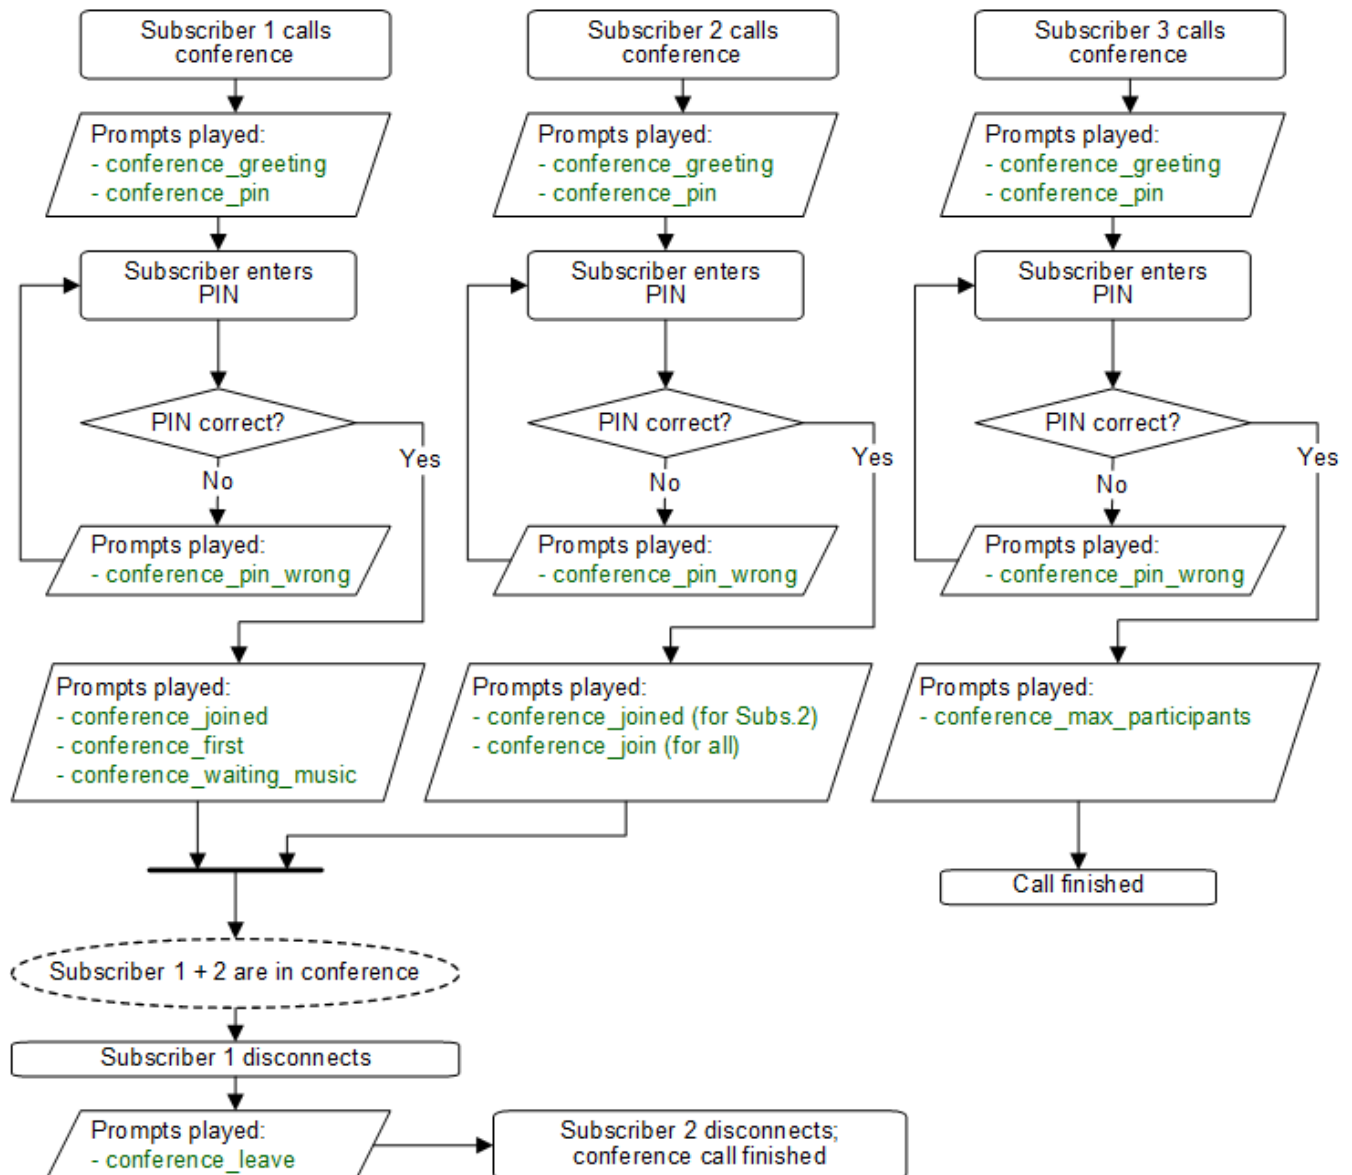 Subscriber 1 calls
conference
Subscriber 2 calls
conference
Subscriber 3 calls
conference
Prompts played:
- conference_greeting
- conference_pin
Prompts played:
- conference_greeting
- conference_pin
Prompts played:
- conference_greeting
- conference_pin
Subscriber enters
PIN
Subscriber enters
PIN
Subscriber enters
PIN
PIN correct?
PIN correct?
PIN correct?
Yes
Yes
Yes
No
No
No
Prompts played:
- conference_pin_wrong
Prompts played:
- conference_pin_wrong
Prompts played:
- conference_pin_wrong
Prompts played:
- conference_joined
- conference_first
- conference_waiting_music
Prompts played:
- conference_joined (for Subs.2)
- conference_join (for all)
Prompts played:
- conference_max_participants
Call finished
Subscriber 1 + 2 are in conference
Subscriber 1 disconnects
Prompts played:
- conference_leave
Subscriber 2 disconnects;
conference call finished